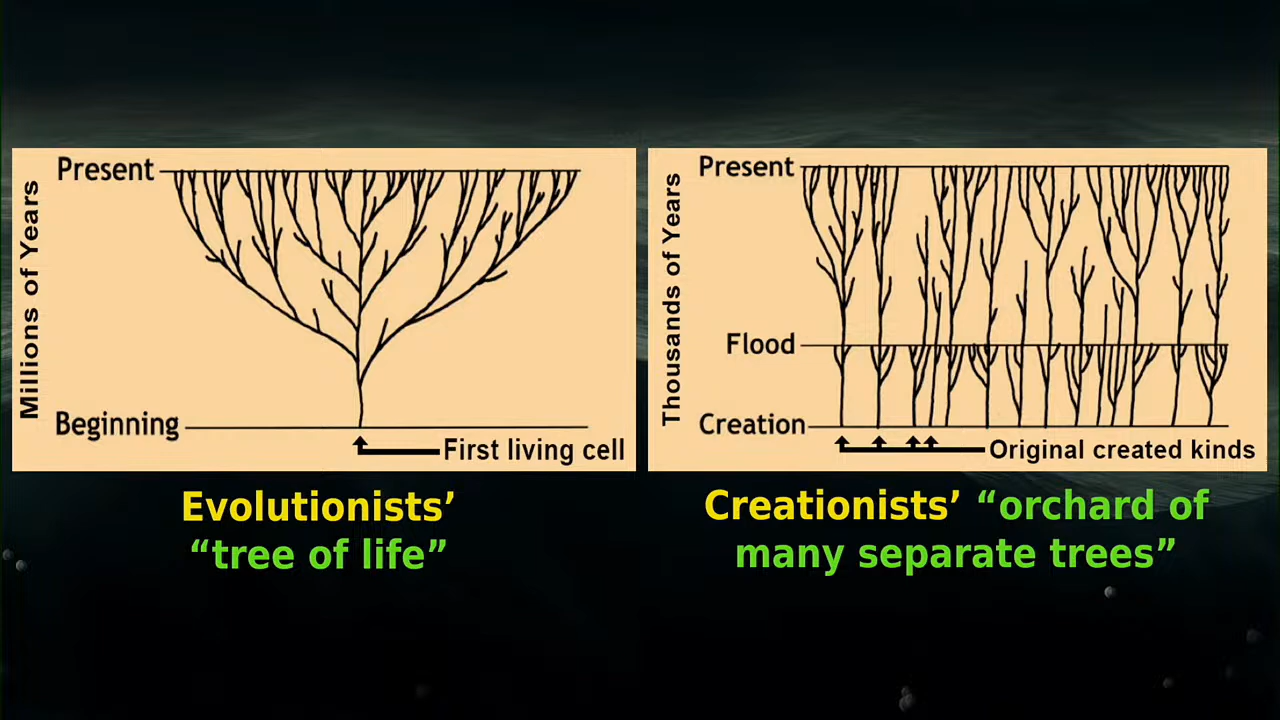 Present
Millions of Years
Beginning
First living cell
Evolutionists’
“tree of life”
Present
Thousands of Years
Flood
Creation
Original created kinds
Creationists’ “orchard of
many separate trees”